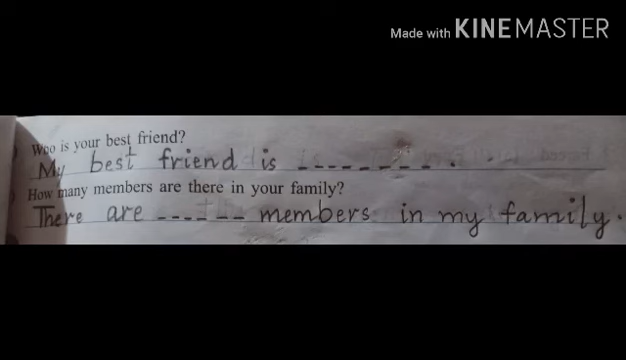 Made with KINEMASTER
Who is your best friend?
My best friend is _ _ _ _ _ _ _ _ .
How many members are there in your family?
There are _ _ _ _ _ _ members in my family.